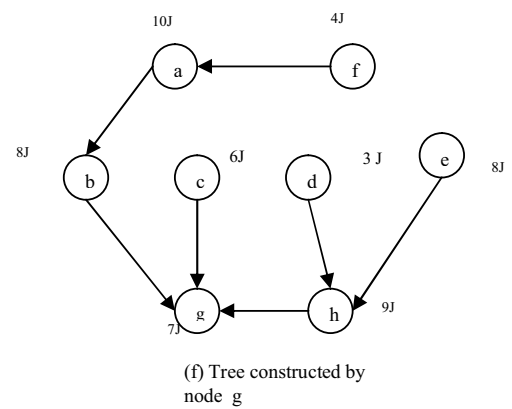 10J
4J
a
f
8J
b
c
6J
d
3 J
e
8J
g
7J
h
9J
(f) Tree constructed by
node g